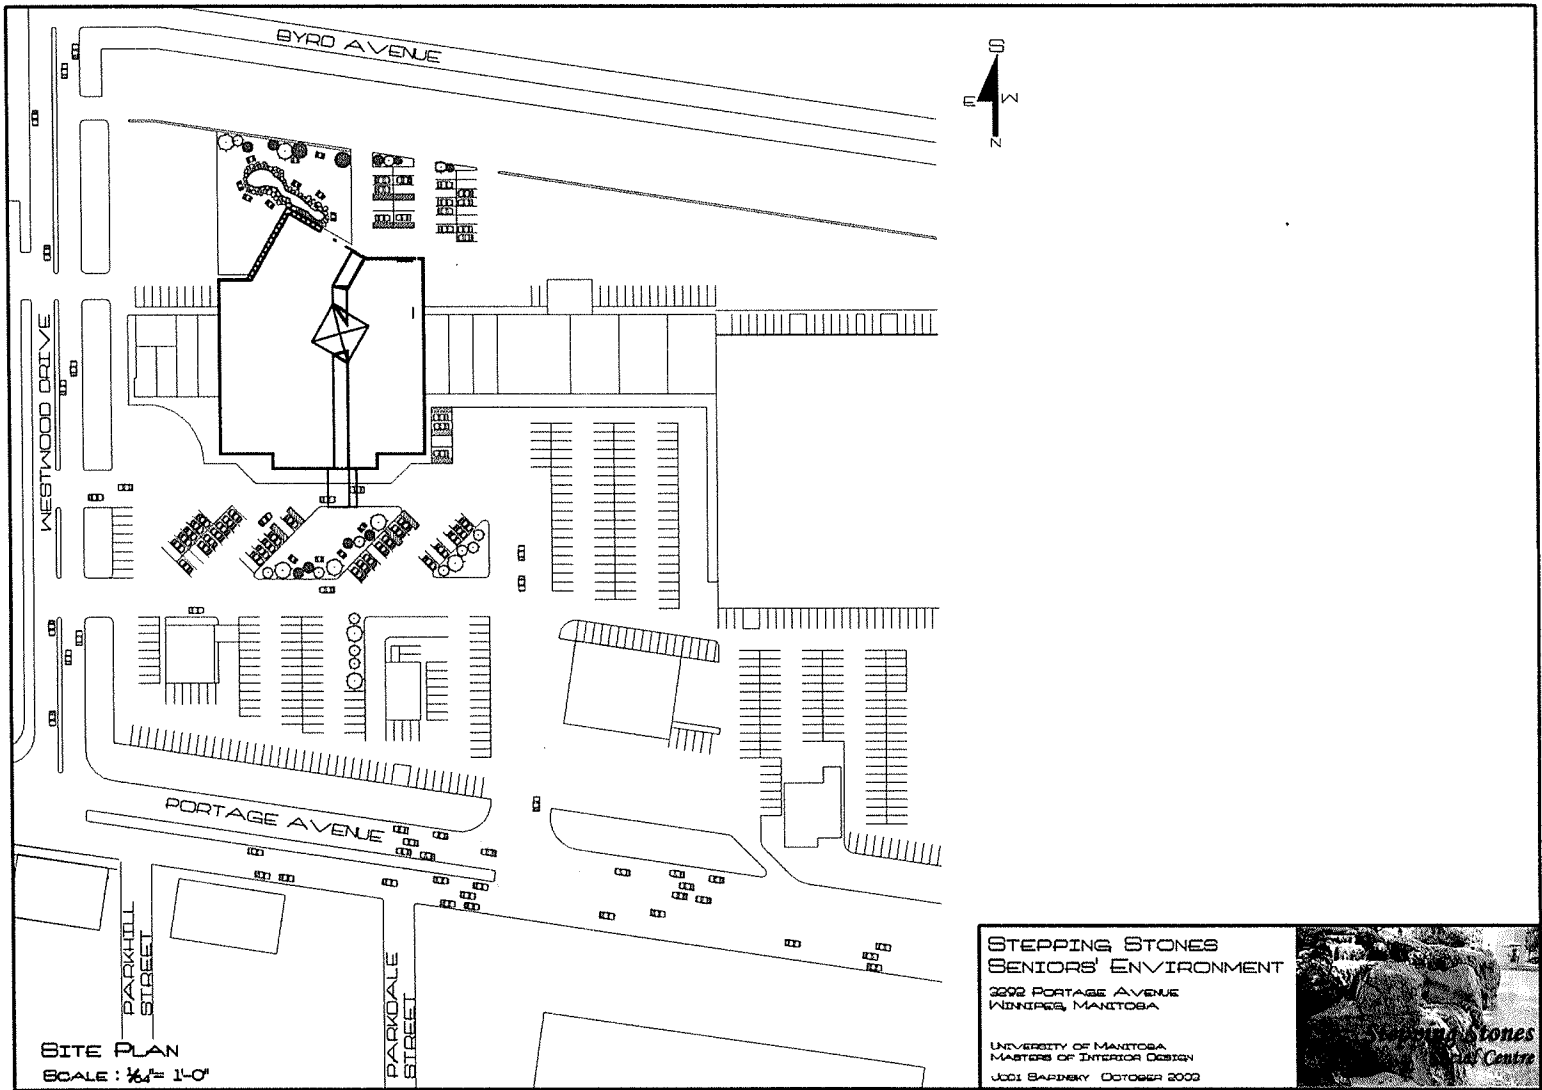 BYRD AVENUE
S
E W
N
WESTWOOD DRIVE
PORTAGE AVENUE
PARKHILL
STREET
PARKDALE
STREET
SITE PLAN
SCALE : 1/64"= 1'-0"
STEPPING STONES
SENIORS' ENVIRONMENT
3292 PORTAGE AVENUE
WINNIPEG, MANITOBA
UNIVERSITY OF MANITOBA
MASTERS OF INTERIOR DESIGN
JODI SAPINSKY OCTOBER 2003
Stepping Stones
Social Centre